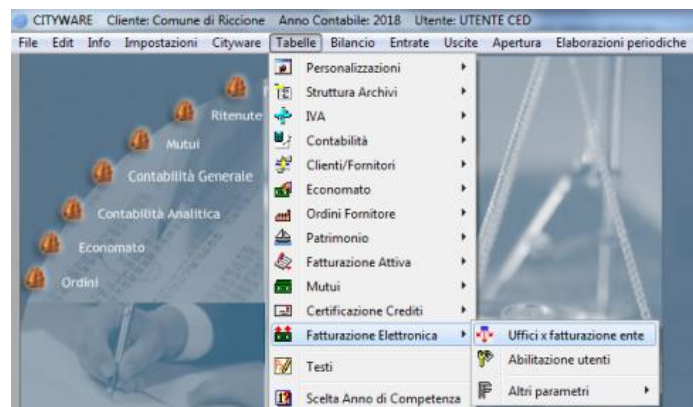 CITYWARE Cliente: Comune di Riccione Anno Contabile: 2018 Utente: UTENTE CED
File Edit Info Impostazioni Cityware Tabelle Bilancio Entrate Uscite Apertura Elaborazioni periodiche
Ritenute
Mutui
Contabilità Generale
Contabilità Analitica
Economato
Ordini
Personalizzazioni
Struttura Archivi
IVA
Contabilità
Clienti/Fornitori
Economato
Ordini Fornitore
Patrimonio
Fatturazione Attiva
Mutui
Certificazione Crediti
Fatturazione Elettronica
Testi
Scelta Anno di Competenza
Uffici x fatturazione ente
Abilitazione utenti
Altri parametri